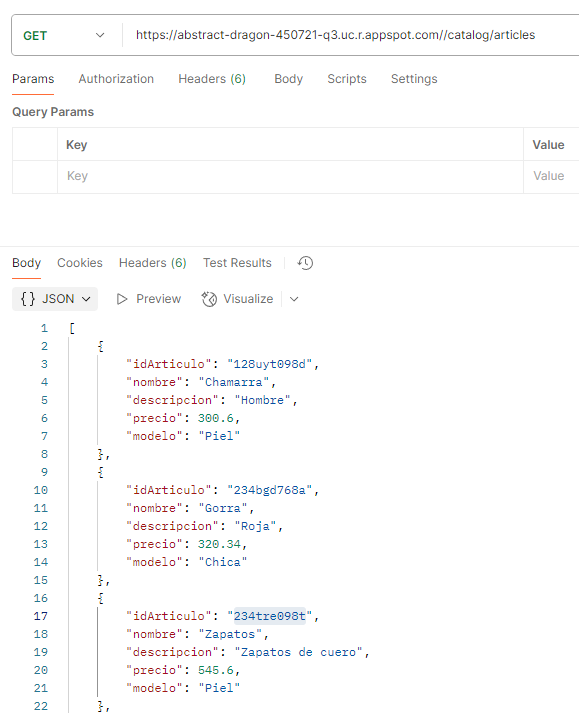 GET https://abstract-dragon-450721-q3.uc.r.appspot.com//catalog/articles
Params Authorization Headers (6) Body Scripts Settings
Query Params
Key Value
Key Value
Body Cookies Headers (6) Test Results
{} JSON Preview Visualize
1 [
2 {
3 "idArticulo": "128uyt098d",
4 "nombre": "Chamarra",
5 "descripcion": "Hombre",
6 "precio": 300.6,
7 "modelo": "Piel"
8 },
9 {
10 "idArticulo": "234bgd768a",
11 "nombre": "Gorra",
12 "descripcion": "Roja",
13 "precio": 320.34,
14 "modelo": "Chica"
15 },
16 {
17 "idArticulo": "234tre098t",
18 "nombre": "Zapatos",
19 "descripcion": "Zapatos de cuero",
20 "precio": 545.6,
21 "modelo": "Piel"
22 },